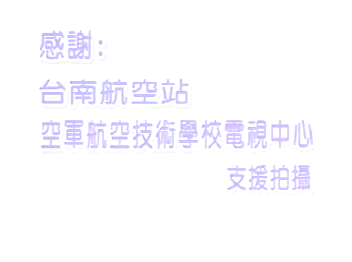 感謝:
台南航空站
空軍航空技術學校電視中心
支援拍攝